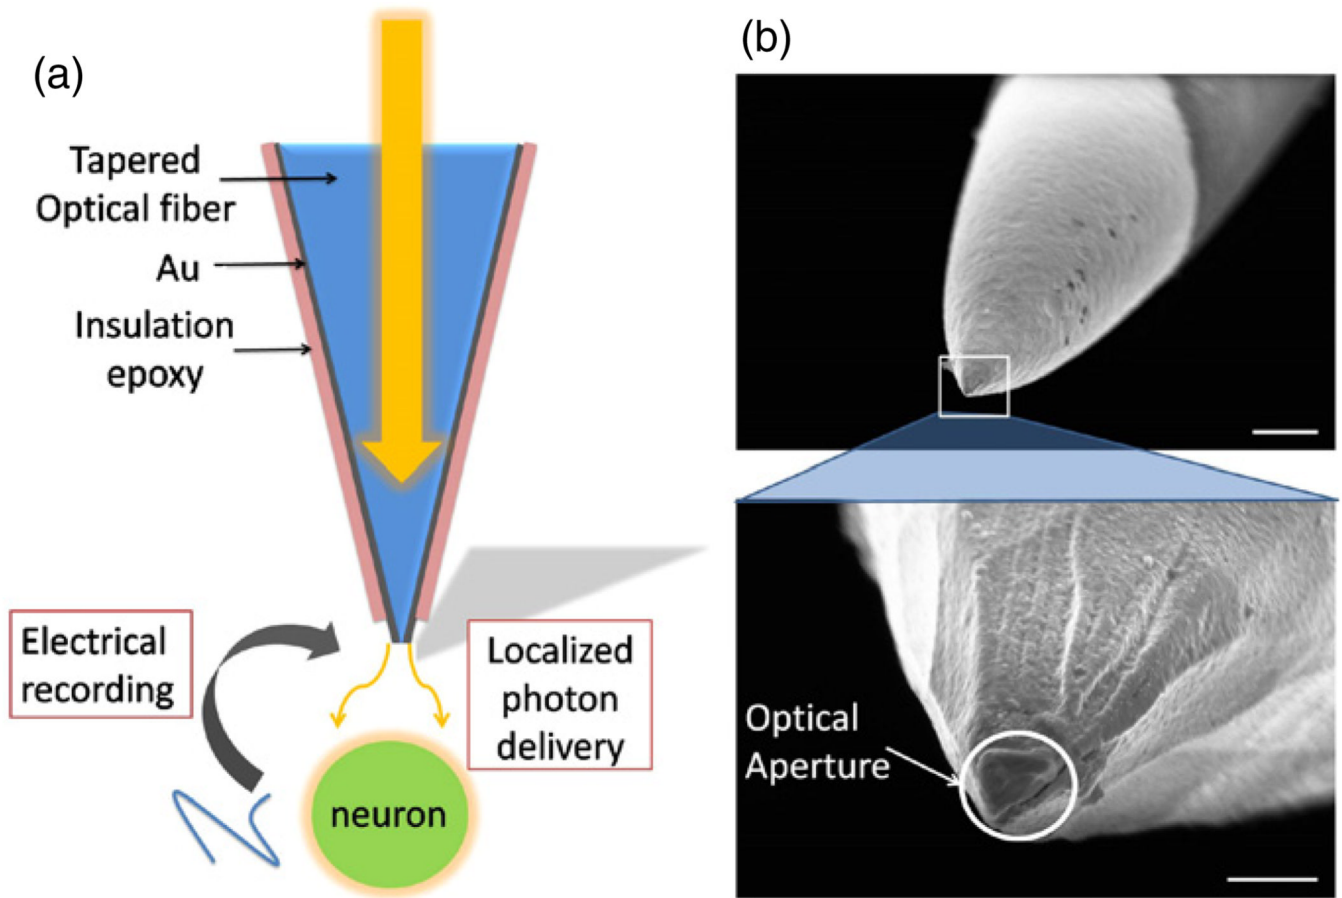 (a)
Tapered
Optical fiber
Au
Insulation
epoxy
Electrical
recording
Localized
photon
delivery
neuron
(b)
Optical
Aperture